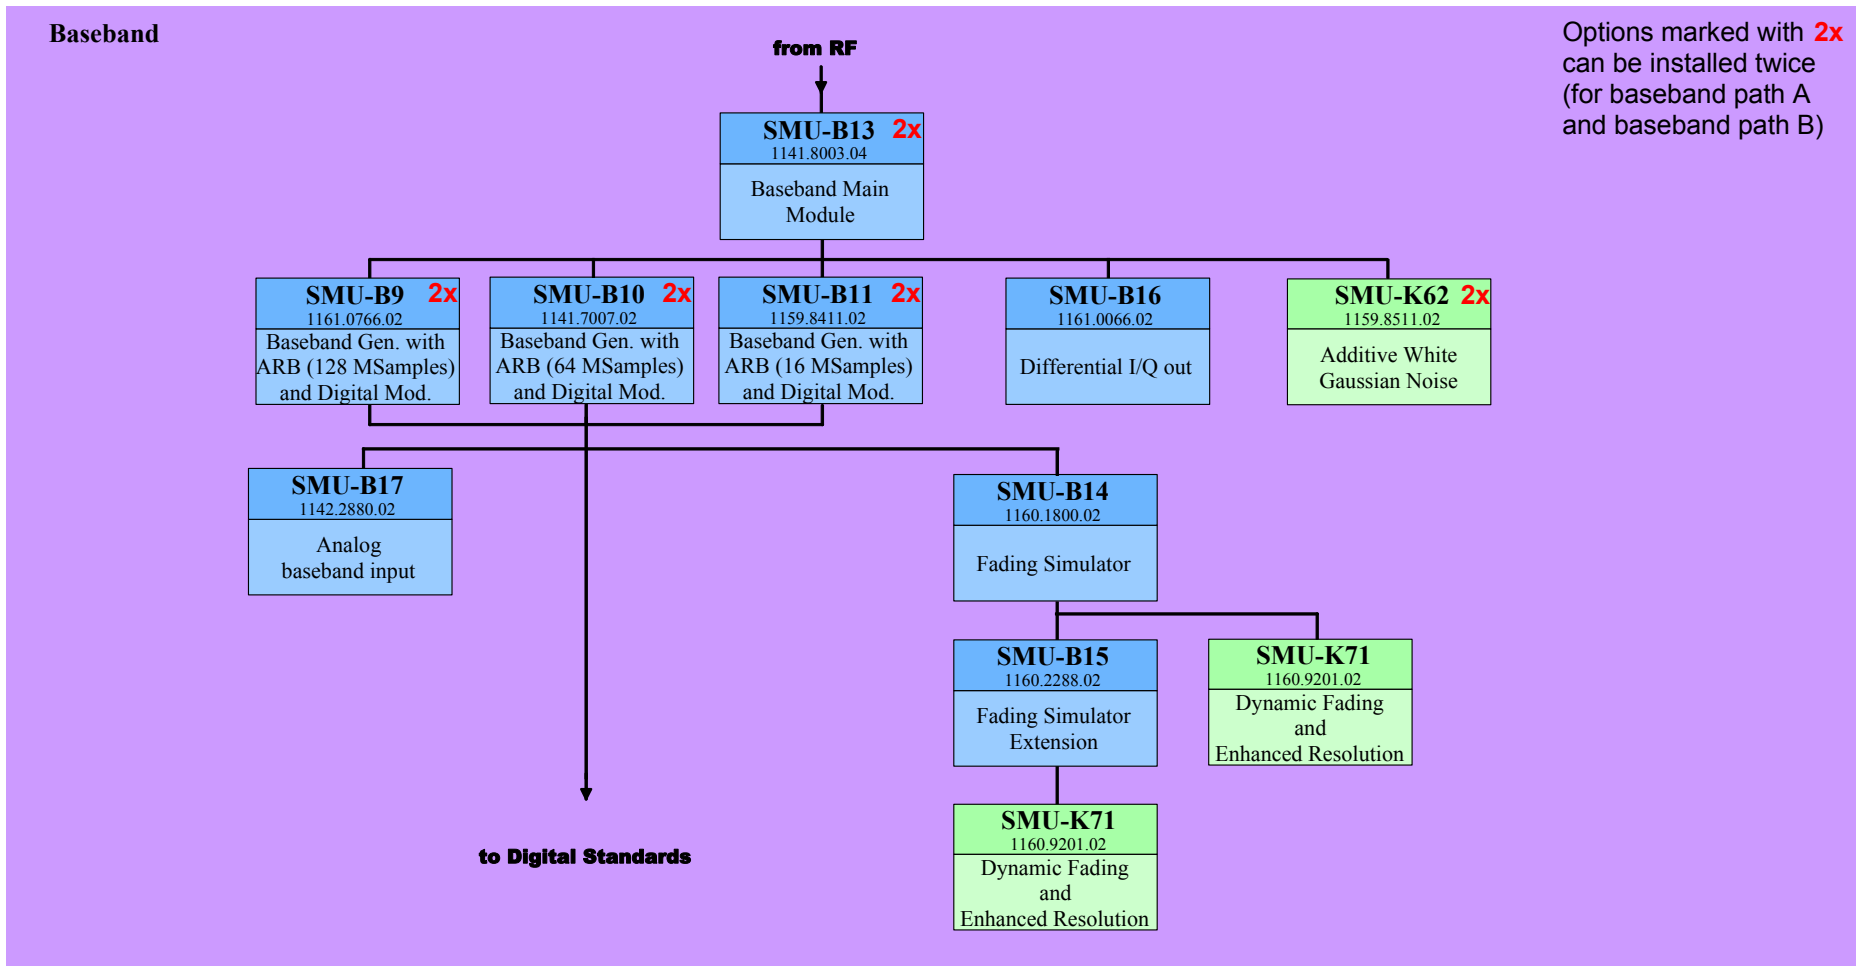 Baseband
from RF
Options marked with 2x
can be installed twice
(for baseband path A
and baseband path B)
SMU-B13 2x
1141.8003.04
Baseband Main
Module
SMU-B9 2x
1161.0766.02
Baseband Gen. with
ARB (128 MSamples)
and Digital Mod.
SMU-B10 2x
1141.7007.02
Baseband Gen. with
ARB (64 MSamples)
and Digital Mod.
SMU-B11 2x
1159.8411.02
Baseband Gen. with
ARB (16 MSamples)
and Digital Mod.
SMU-B16
1161.0066.02
Differential I/Q out
SMU-K62 2x
1159.8511.02
Additive White
Gaussian Noise
SMU-B17
1142.2880.02
Analog
baseband input
SMU-B14
1160.1800.02
Fading Simulator
SMU-B15
1160.2288.02
Fading Simulator
Extension
SMU-K71
1160.9201.02
Dynamic Fading
and
Enhanced Resolution
SMU-K71
1160.9201.02
Dynamic Fading
and
Enhanced Resolution
to Digital Standards